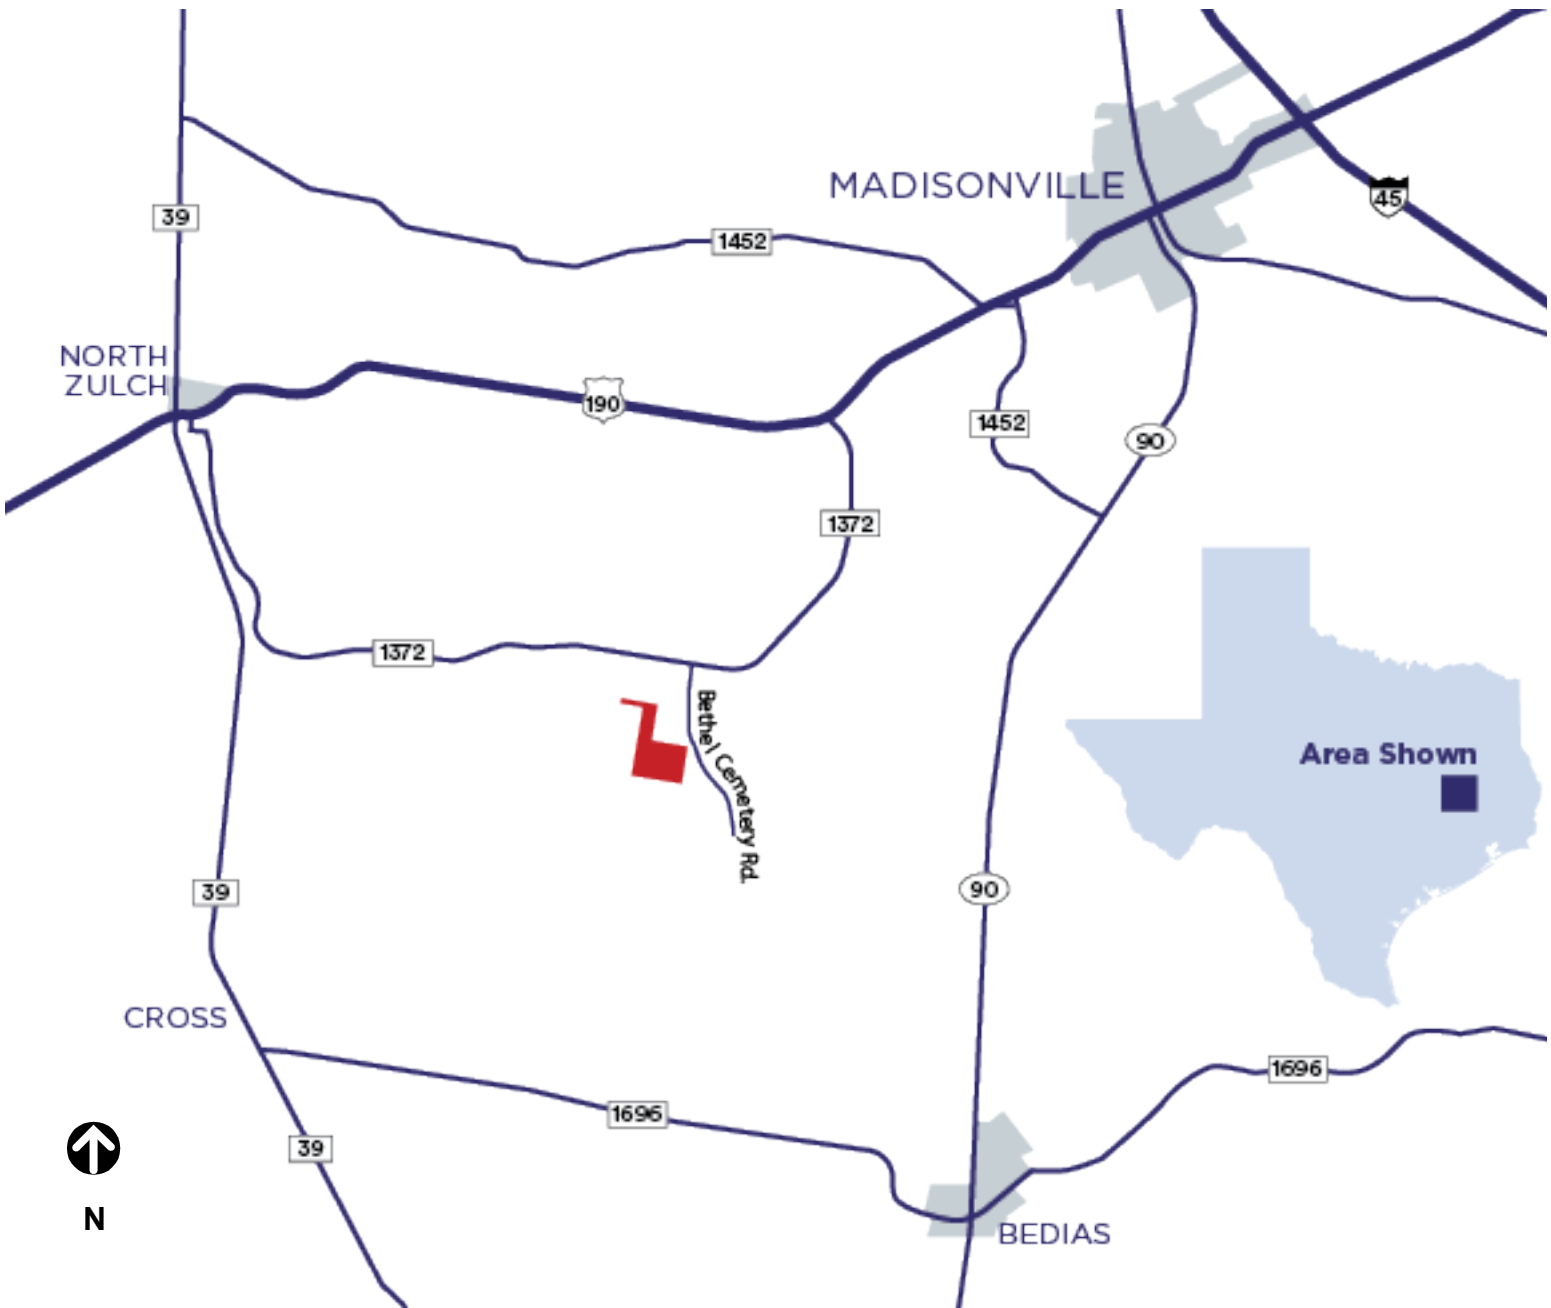 MADISONVILLE
45
39
1452
NORTH
ZULCH
190
1452
90
1372
1372
Bethel Cemetery Rd.
Area Shown
39
90
CROSS
1696
1696
39
N
BEDIAS